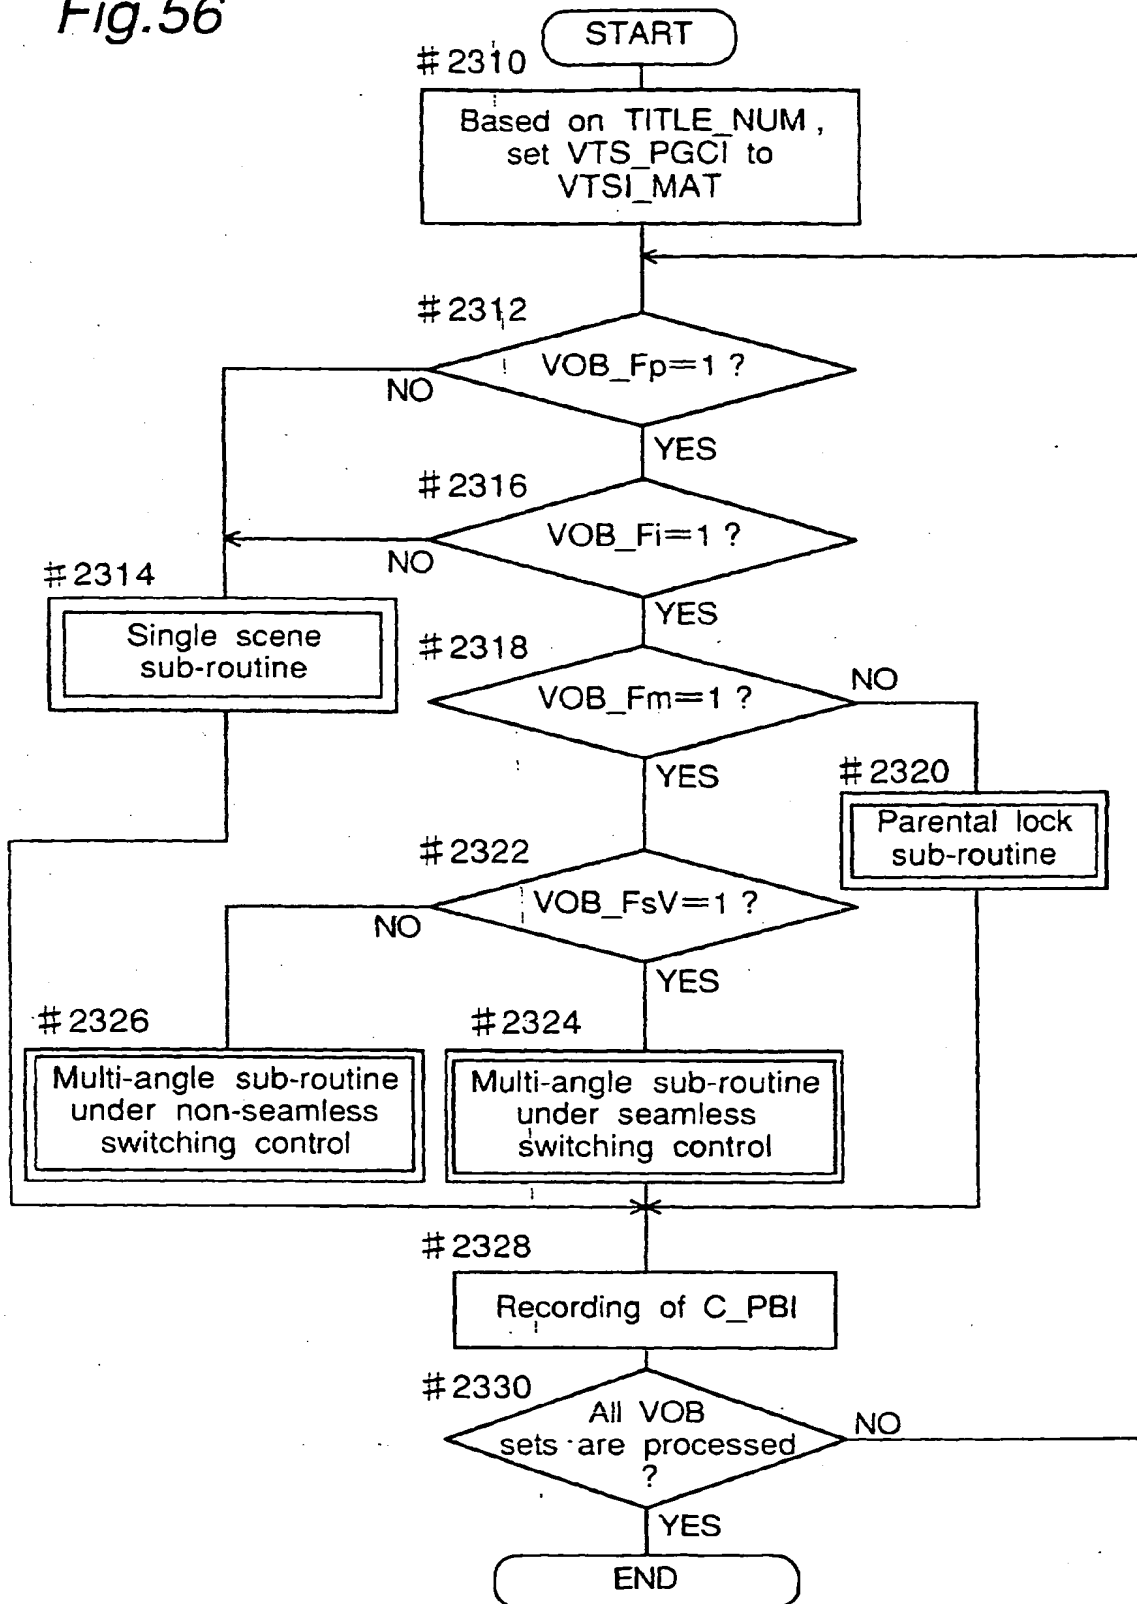 Fig.56
START
#2310
Based on TITLE_NUM,
set VTS_PGCI to
VTSI_MAT
#2312
VOB_Fp=1 ?
NO
YES
#2316
VOB_Fi=1 ?
NO
YES
#2314
Single scene
sub-routine
#2318
VOB_Fm=1 ?
NO
YES
#2320
Parental lock
sub-routine
#2322
VOB_FsV=1 ?
NO
YES
#2326
Multi-angle sub-routine
under non-seamless
switching control
#2324
Multi-angle sub-routine
under seamless
switching control
#2328
Recording of C_PBI
#2330
All VOB
sets are processed
?
NO
YES
END